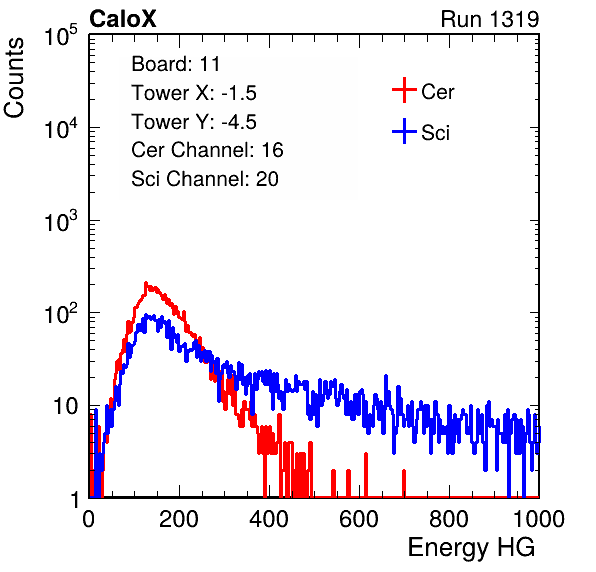 CaloX
Run 1319
Counts
10^5
10^4
10^3
10^2
10
1
Board: 11
Tower X: -1.5
Tower Y: -4.5
Cer Channel: 16
Sci Channel: 20
Cer
Sci
0 200 400 600 800 1000
Energy HG